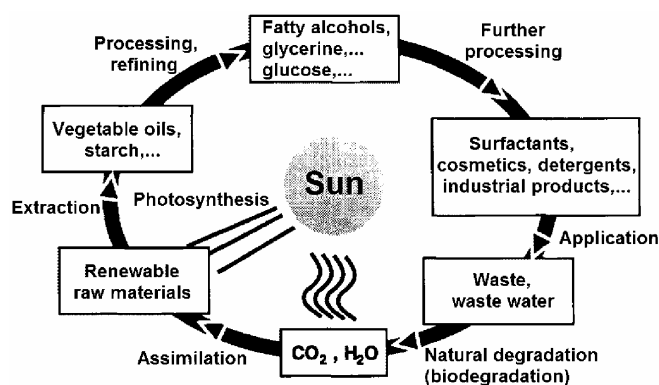 Fatty alcohols,
glycerine,...
glucose,...
Further
processing
Surfactants,
cosmetics, detergents,
industrial products,...
Application
Waste,
waste water
Natural degradation
(biodegradation)
CO₂ , H₂O
Assimilation
Renewable
raw materials
Extraction
Vegetable oils,
starch,...
Processing,
refining
Photosynthesis
Sun